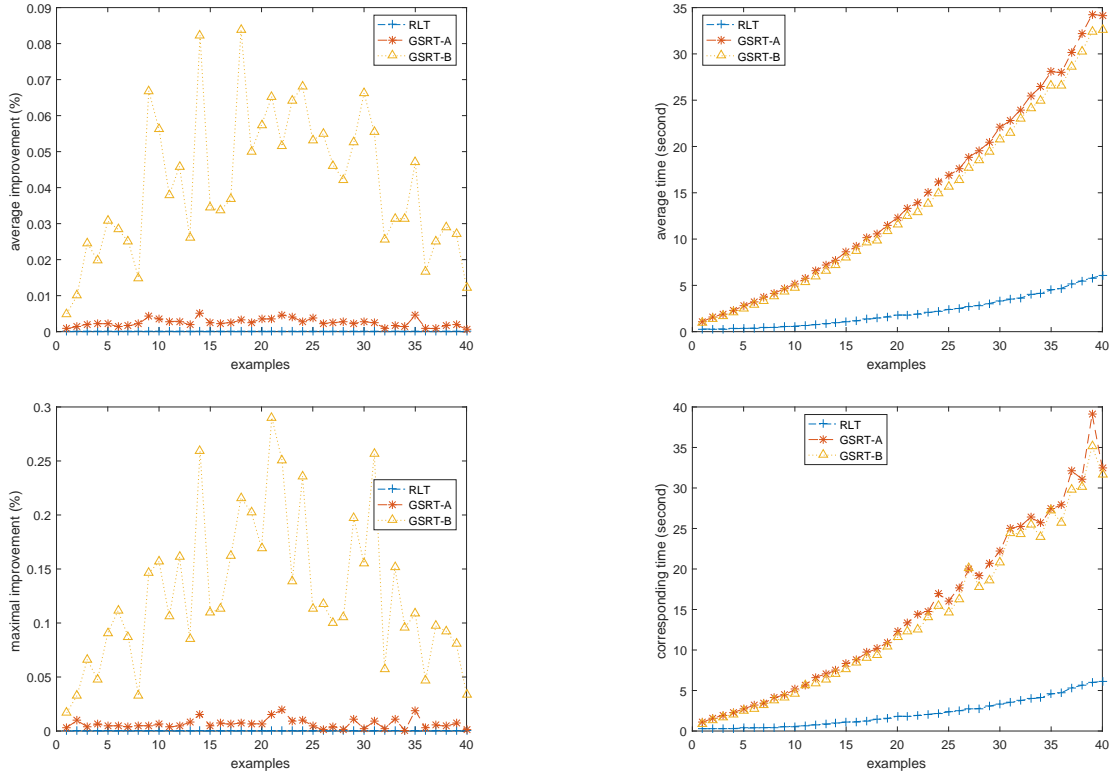 0.09
0.08
0.07
0.06
0.05
0.04
0.03
0.02
0.01
0
average improvement (%)
RLT
GSRT-A
GSRT-B
0 5 10 15 20 25 30 35 40
examples
35
30
25
20
15
10
5
0
average time (second)
RLT
GSRT-A
GSRT-B
0 5 10 15 20 25 30 35 40
examples
0.3
0.25
0.2
0.15
0.1
0.05
0
maximal improvement (%)
RLT
GSRT-A
GSRT-B
0 5 10 15 20 25 30 35 40
examples
40
35
30
25
20
15
10
5
0
corresponding time (second)
RLT
GSRT-A
GSRT-B
0 5 10 15 20 25 30 35 40
examples